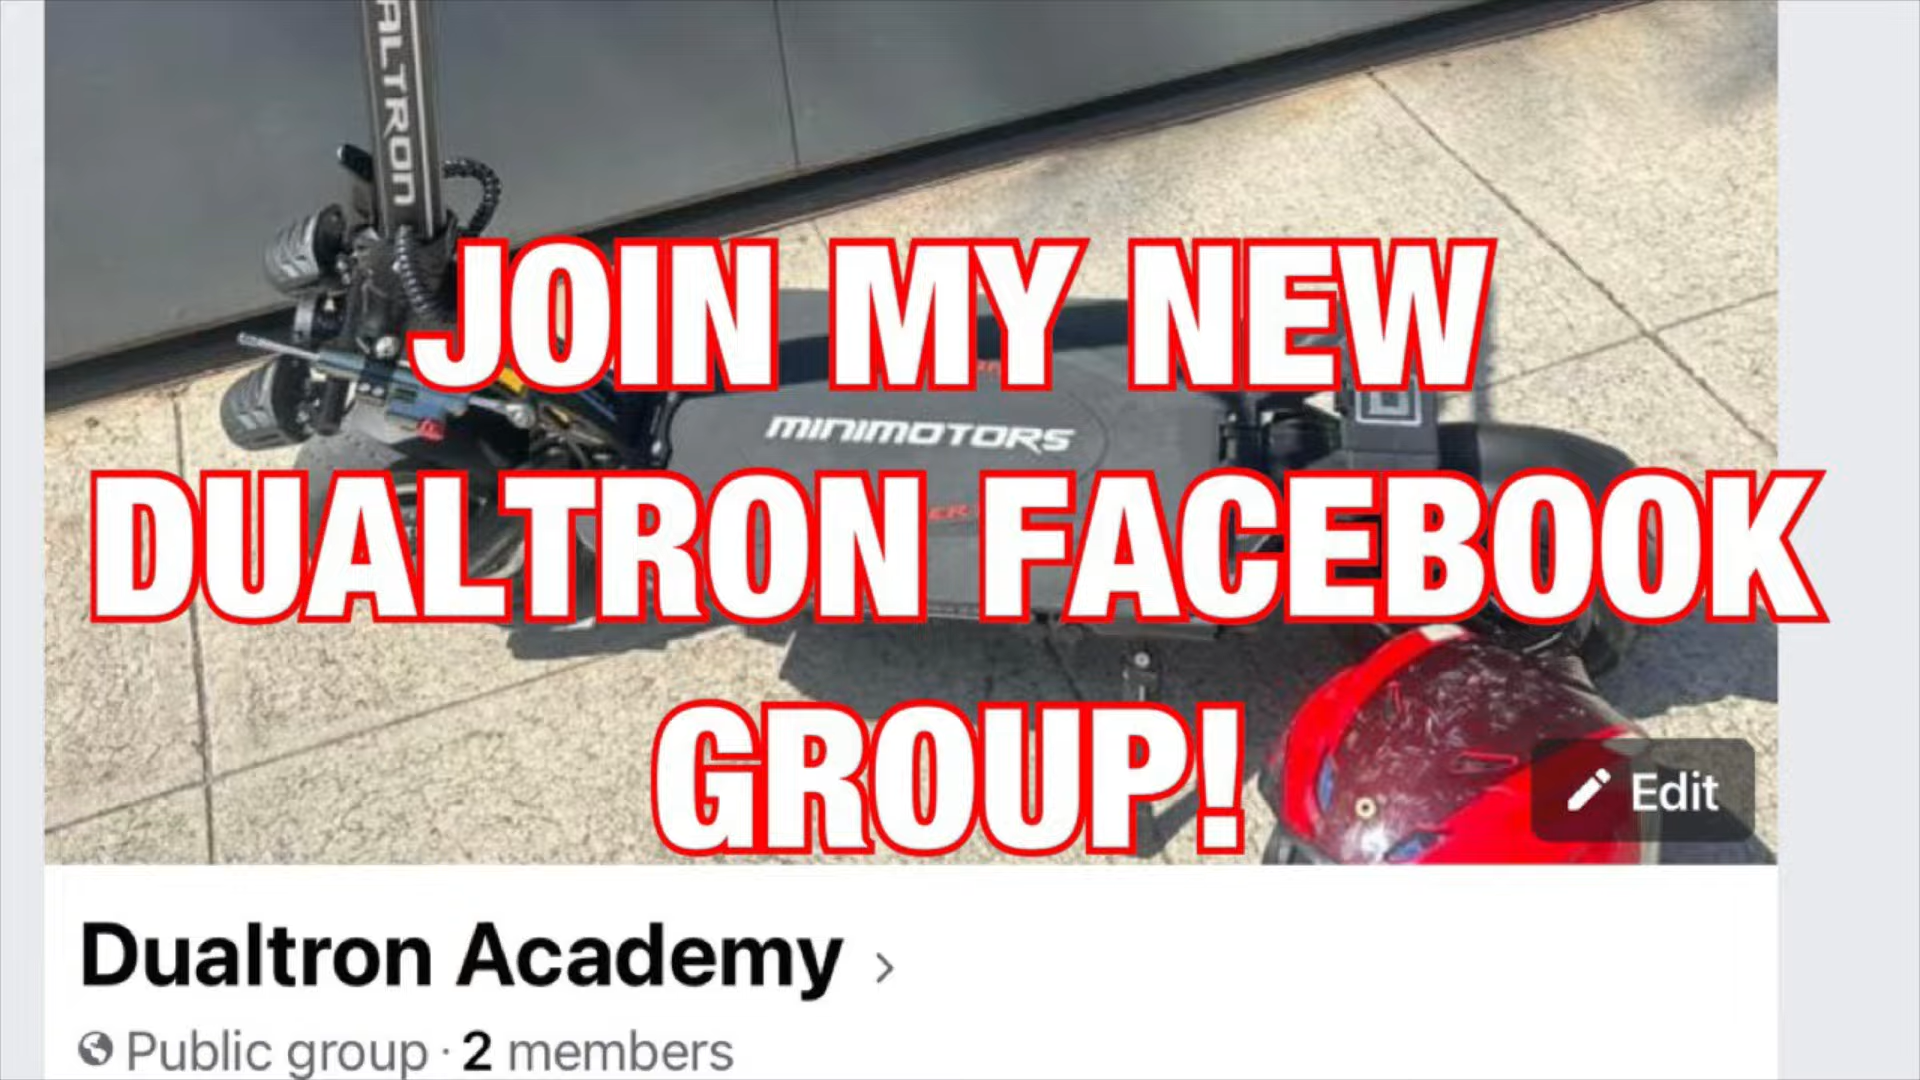 ALTRON
JOIN MY NEW
MINIMOTORS
DUALTRON FACEBOOK
GROUP!
Edit
Dualtron Academy
Public group · 2 members